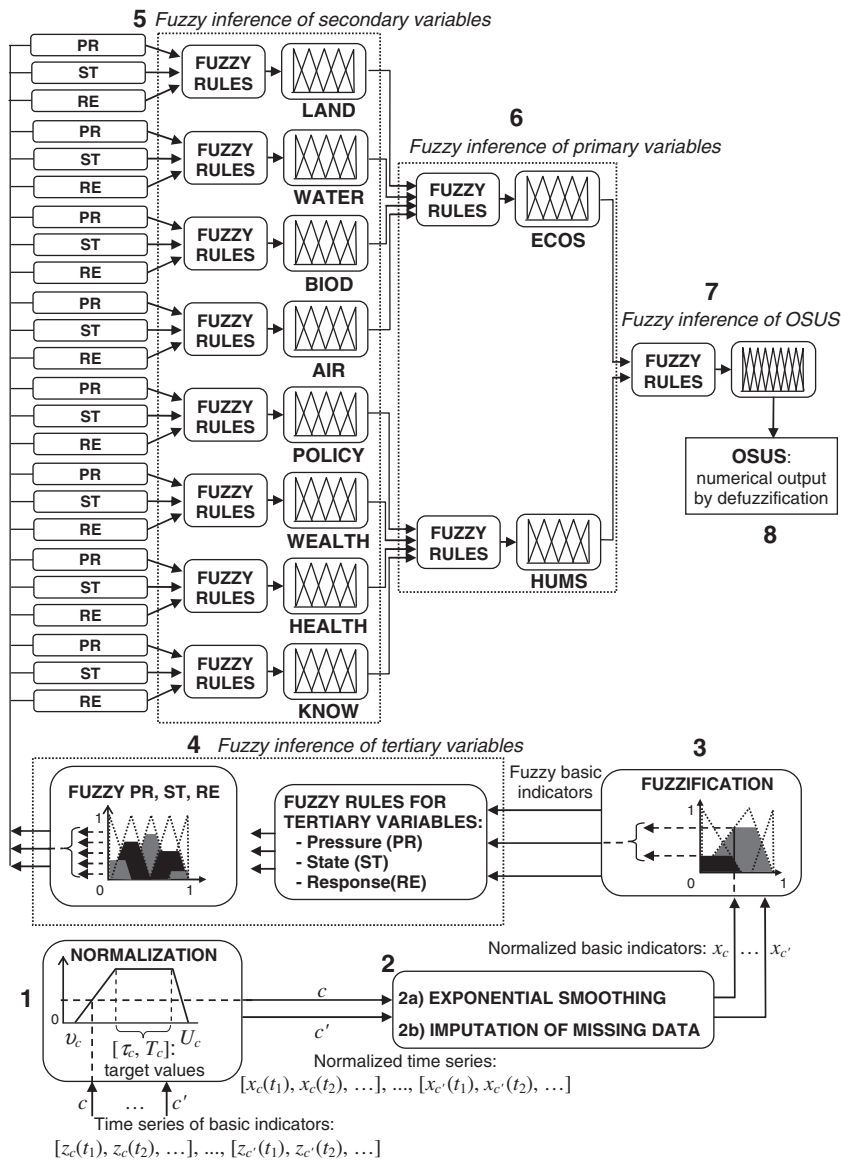 5 Fuzzy inference of secondary variables
PR
ST
RE
FUZZY
RULES
LAND
PR
ST
RE
FUZZY
RULES
WATER
PR
ST
RE
FUZZY
RULES
BIOD
PR
ST
RE
FUZZY
RULES
AIR
PR
ST
RE
FUZZY
RULES
POLICY
PR
ST
RE
FUZZY
RULES
WEALTH
PR
ST
RE
FUZZY
RULES
HEALTH
PR
ST
RE
FUZZY
RULES
KNOW
6
Fuzzy inference of primary variables
FUZZY
RULES
ECOS
FUZZY
RULES
HUMS
7
Fuzzy inference of OSUS
FUZZY
RULES
OSUS:
numerical output
by defuzzification
8
4 Fuzzy inference of tertiary variables
FUZZY PR, ST, RE
1
0
1
FUZZY RULES FOR
TERTIARY VARIABLES:
- Pressure (PR)
- State (ST)
- Response(RE)
Fuzzy basic
indicators
3
FUZZIFICATION
1
0
1
Normalized basic indicators: x_c … x_c'
1
NORMALIZATION
0
υ_c
[τ_c, T_c]:
U_c
target values
c … c'
Time series of basic indicators:
[z_c(t_1), z_c(t_2), …], ..., [z_c'(t_1), z_c'(t_2), …]
c
c'
2
2a) EXPONENTIAL SMOOTHING
2b) IMPUTATION OF MISSING DATA
Normalized time series:
[x_c(t_1), x_c(t_2), …], ..., [x_c'(t_1), x_c'(t_2), …]